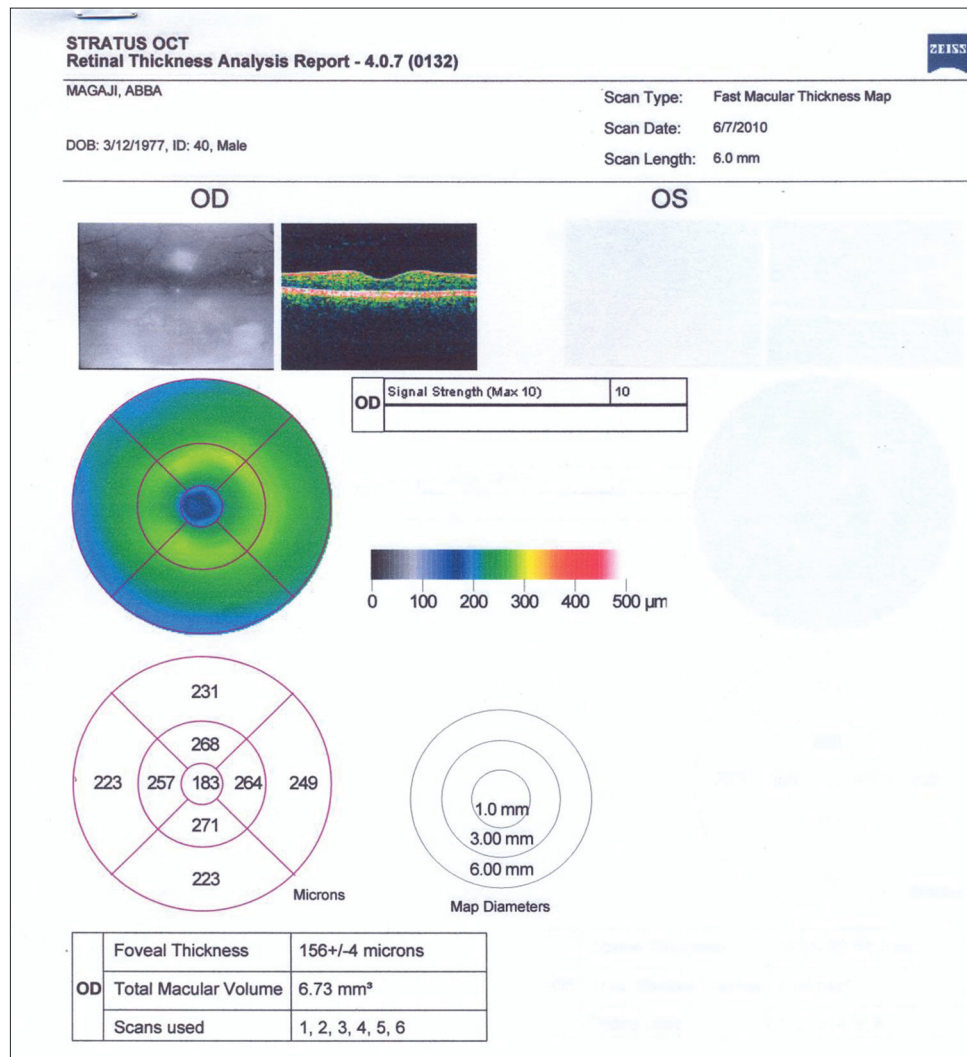 STRATUS OCT
Retinal Thickness Analysis Report - 4.0.7 (0132)
ZEISS
MAGAJI, ABBA
DOB: 3/12/1977, ID: 40, Male
Scan Type: Fast Macular Thickness Map
Scan Date: 6/7/2010
Scan Length: 6.0 mm
OD OS
OD Signal Strength (Max 10) 10
0 100 200 300 400 500 µm
231
268
223 257 183 264 249
271
223
Microns
1.0 mm
3.00 mm
6.00 mm
Map Diameters
OD
Foveal Thickness 156+/-4 microns
Total Macular Volume 6.73 mm³
Scans used 1, 2, 3, 4, 5, 6